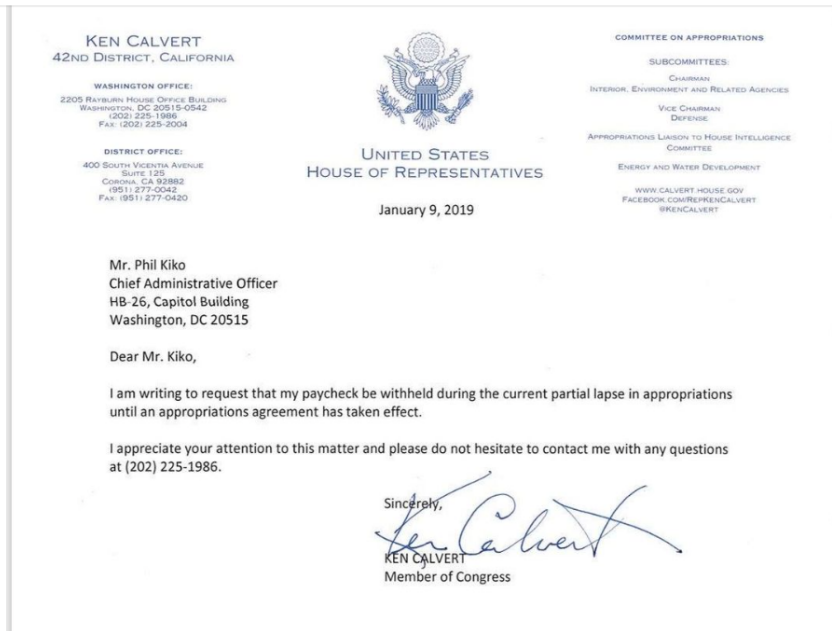 KEN CALVERT
42ND DISTRICT, CALIFORNIA
WASHINGTON OFFICE:
2205 RAYBURN HOUSE OFFICE BUILDING
WASHINGTON, DC 20515-0542
(202) 225-1986
FAX: (202) 225-2004
DISTRICT OFFICE:
400 SOUTH VICENTIA AVENUE
SUITE 125
CORONA, CA 92882
(951) 277-0042
FAX: (951) 277-0420
UNITED STATES
HOUSE OF REPRESENTATIVES
COMMITTEE ON APPROPRIATIONS
SUBCOMMITTEES:
CHAIRMAN
INTERIOR, ENVIRONMENT AND RELATED AGENCIES
VICE CHAIRMAN
DEFENSE
APPROPRIATIONS LIAISON TO HOUSE INTELLIGENCE
COMMITTEE
ENERGY AND WATER DEVELOPMENT
WWW.CALVERT.HOUSE.GOV
FACEBOOK.COM/REPKENCALVERT
@KENCALVERT
January 9, 2019
Mr. Phil Kiko
Chief Administrative Officer
HB-26, Capitol Building
Washington, DC 20515
Dear Mr. Kiko,
I am writing to request that my paycheck be withheld during the current partial lapse in appropriations
until an appropriations agreement has taken effect.
I appreciate your attention to this matter and please do not hesitate to contact me with any questions
at (202) 225-1986.
Sincerely,
Ken Calvert
KEN CALVERT
Member of Congress